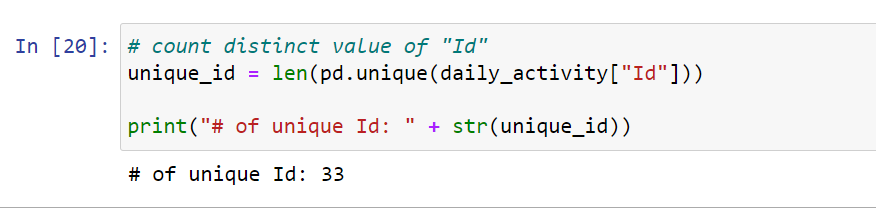 In [20]: # count distinct value of "Id"
unique_id = len(pd.unique(daily_activity["Id"]))
print("# of unique Id: " + str(unique_id))
# of unique Id: 33